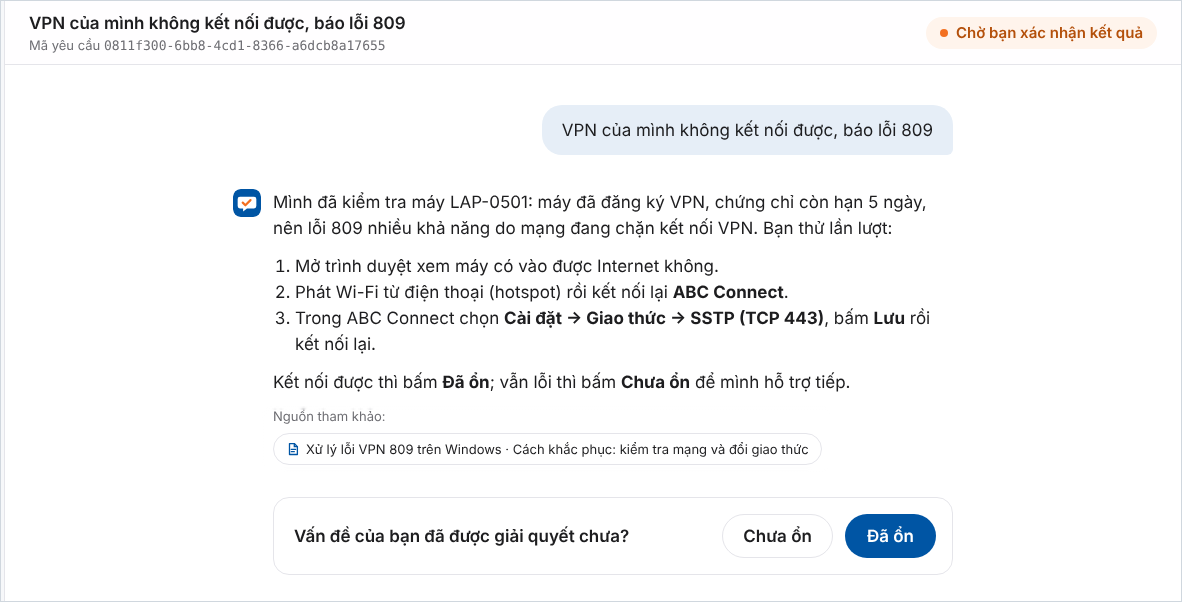 VPN của mình không kết nối được, báo lỗi 809
Mã yêu cầu 0811f300-6bb8-4cd1-8366-a6dcb8a17655
Chờ bạn xác nhận kết quả
VPN của mình không kết nối được, báo lỗi 809
Mình đã kiểm tra máy LAP-0501: máy đã đăng ký VPN, chứng chỉ còn hạn 5 ngày,
nên lỗi 809 nhiều khả năng do mạng đang chặn kết nối VPN. Bạn thử lần lượt:
1. Mở trình duyệt xem máy có vào được Internet không.
2. Phát Wi-Fi từ điện thoại (hotspot) rồi kết nối lại ABC Connect.
3. Trong ABC Connect chọn Cài đặt → Giao thức → SSTP (TCP 443), bấm Lưu rồi
kết nối lại.
Kết nối được thì bấm Đã ổn; vẫn lỗi thì bấm Chưa ổn để mình hỗ trợ tiếp.
Nguồn tham khảo:
Xử lý lỗi VPN 809 trên Windows · Cách khắc phục: kiểm tra mạng và đổi giao thức
Vấn đề của bạn đã được giải quyết chưa?
Chưa ổn
Đã ổn